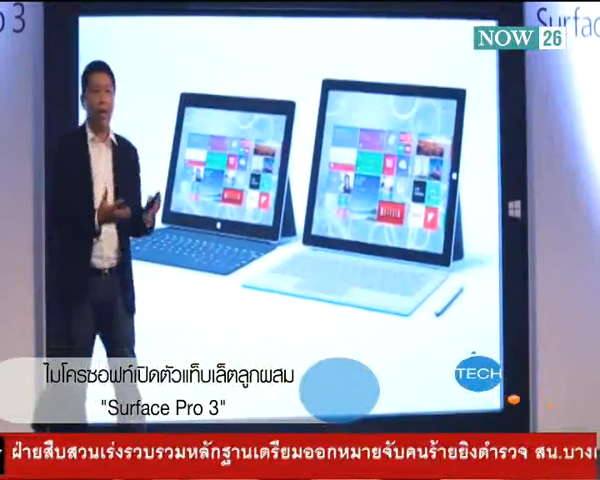 o 3
Surfac
NOW 26
ไมโครซอฟท์เปิดตัวแท็บเล็ตลูกผสม
"Surface Pro 3"
TECH
ฝ่ายสืบสวนเร่งรวบรวมหลักฐานเตรียมออกหมายจับคนร้ายยิงตำรวจ สน.บางเ